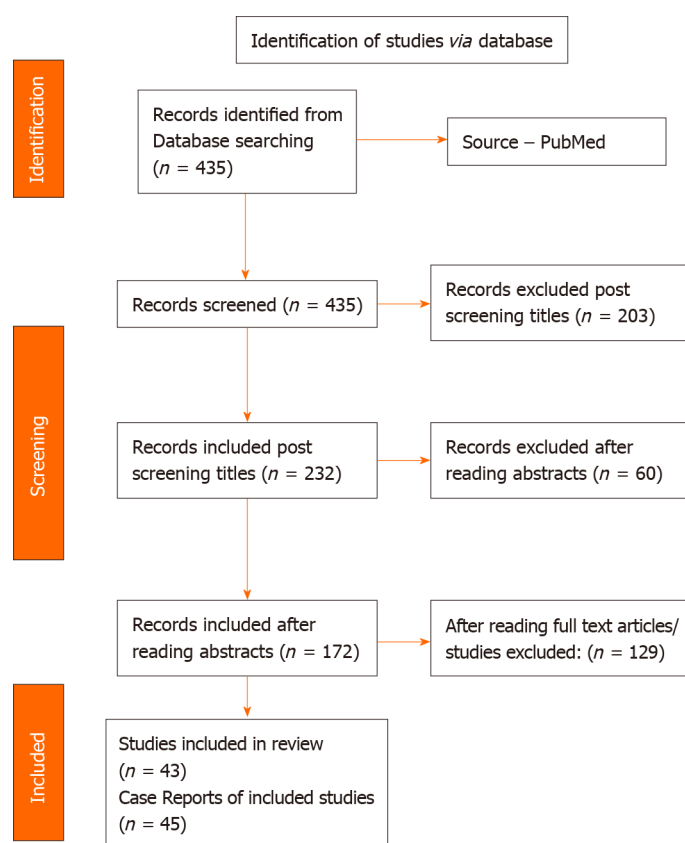 Identification of studies via database
Identification
Records identified from
Database searching
(n = 435)
Source – PubMed
Records screened (n = 435)
Records excluded post
screening titles (n = 203)
Screening
Records included post
screening titles (n = 232)
Records excluded after
reading abstracts (n = 60)
Records included after
reading abstracts (n = 172)
After reading full text articles/
studies excluded: (n = 129)
Included
Studies included in review
(n = 43)
Case Reports of included studies
(n = 45)